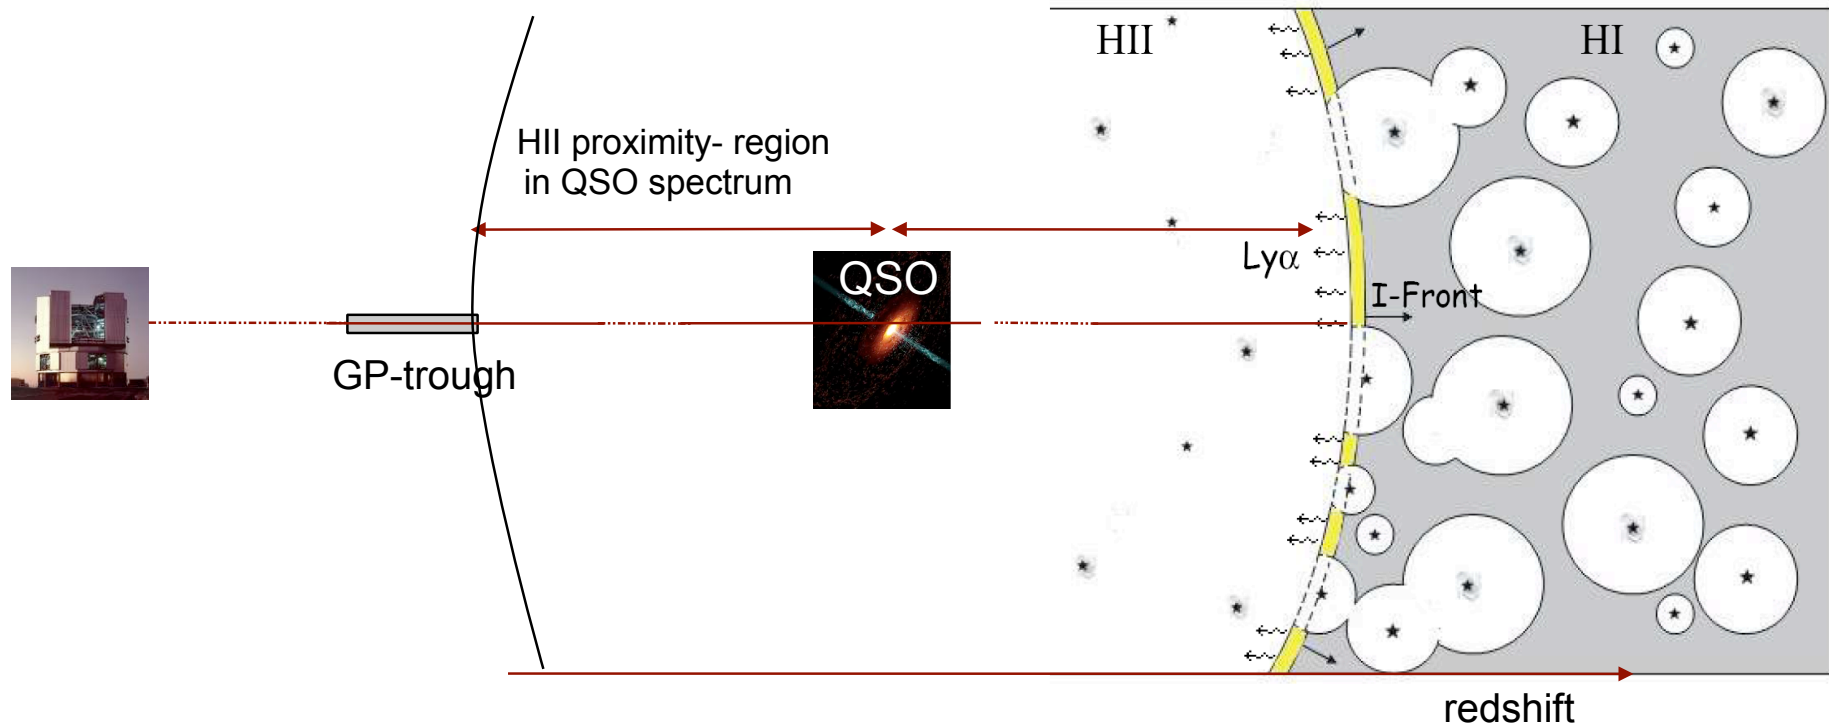 HII
HI
HII proximity- region
in QSO spectrum
Lyα
QSO
I-Front
GP-trough
redshift